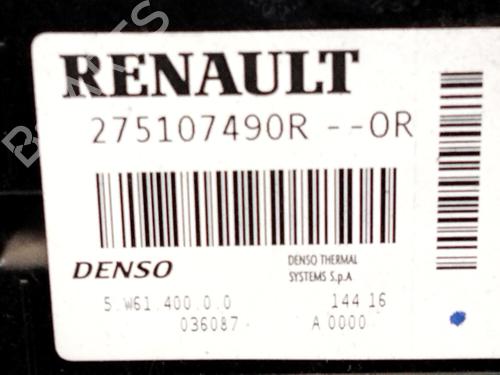 RENAULT
275107490R --0R
DENSO
DENSO THERMAL
SYSTEMS S.p.A
5.W61.400.0.0
144 16
036087
A 0000